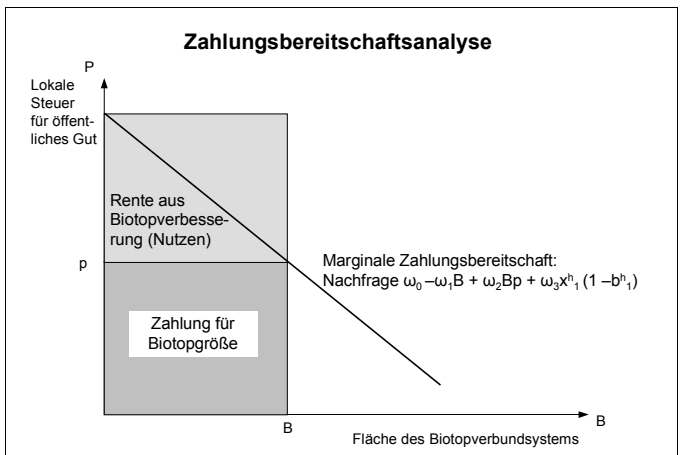 Zahlungsbereitschaftsanalyse
P
Lokale
Steuer
für öffent-
liches Gut
Rente aus
Biotopverbesse-
rung (Nutzen)
Marginale Zahlungsbereitschaft:
Nachfrage ω₀ –ω₁B + ω₂Bp + ω₃xʰ₁ (1 –bʰ₁)
p
Zahlung für
Biotopgröße
B
B
Fläche des Biotopverbundsystems